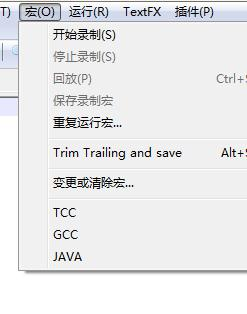 T) 宏(O) 运行(R) TextFX 插件(P)
开始录制(S)
停止录制(S)
回放(P) Ctrl+S
保存录制宏
重复运行宏...
Trim Trailing and save Alt+S
变更或清除宏...
TCC
GCC
JAVA